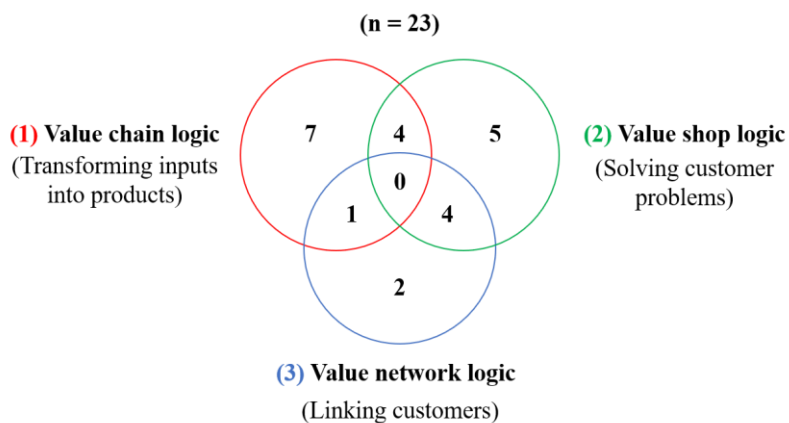 (n = 23)
(1) Value chain logic
(Transforming inputs
into products)
7
4
5
(2) Value shop logic
(Solving customer
problems)
0
1
4
2
(3) Value network logic
(Linking customers)